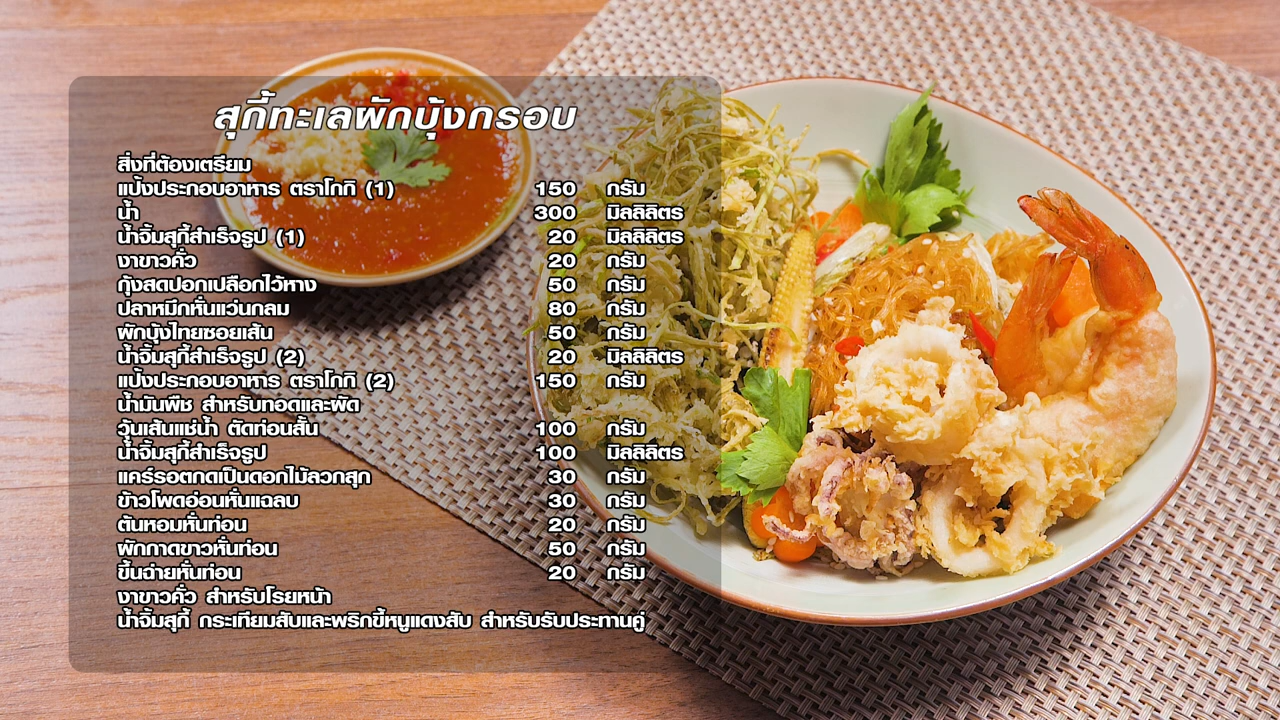 สุกี้ทะเลผักบุ้งกรอบ
สิ่งที่ต้องเตรียม
แป้งประกอบอาหาร ตราโกกิ (1) 150 กรัม
น้ำ 300 มิลลิลิตร
น้ำจิ้มสุกี้สำเร็จรูป (1) 20 มิลลิลิตร
งาขาวคั่ว 20 กรัม
กุ้งสดปอกเปลือกไว้หาง 50 กรัม
ปลาหมึกหั่นแว่นกลม 80 กรัม
ผักบุ้งไทยซอยเส้น 50 กรัม
น้ำจิ้มสุกี้สำเร็จรูป (2) 20 มิลลิลิตร
แป้งประกอบอาหาร ตราโกกิ (2) 150 กรัม
น้ำมันพืช สำหรับทอดและผัด
วุ้นเส้นแช่น้ำ ตัดท่อนสั้น 100 กรัม
น้ำจิ้มสุกี้สำเร็จรูป 100 มิลลิลิตร
แคร์รอตกดเป็นดอกไม้ลวกสุก 30 กรัม
ข้าวโพดอ่อนหั่นแฉลบ 30 กรัม
ต้นหอมหั่นท่อน 20 กรัม
ผักกาดขาวหั่นท่อน 50 กรัม
ขึ้นฉ่ายหั่นท่อน 20 กรัม
งาขาวคั่ว สำหรับโรยหน้า
น้ำจิ้มสุกี้ กระเทียมสับและพริกขี้หนูแดงสับ สำหรับรับประทานคู่